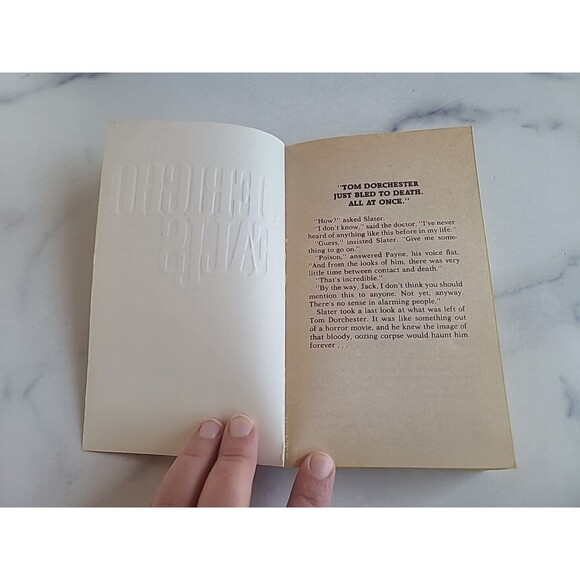 "TOM DORCHESTER
JUST BLED TO DEATH.
ALL AT ONCE."
"How?" asked Slater.
"I don't know," said the doctor. "I've never
heard of anything like this before in my life."
"Guess," insisted Slater. "Give me some-
thing to go on."
"Poison," answered Payne, his voice flat.
"And from the looks of him, there was very
little time between contact and death."
"That's incredible."
"By the way, Jack, I don't think you should
mention this to anyone. Not yet, anyway.
There's no sense in alarming people."
Slater took a last look at what was left of
Tom Dorchester. It was like something out
of a horror movie, and he knew the image of
that bloody, oozing corpse would haunt him
forever . . .